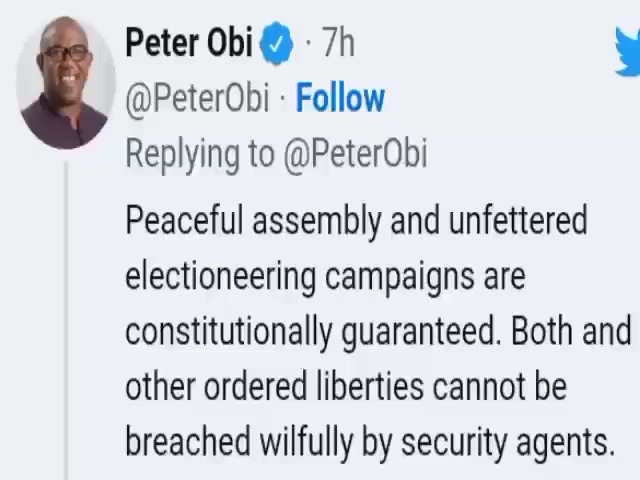 Peter Obi · 7h
@PeterObi · Follow
Replying to @PeterObi
Peaceful assembly and unfettered
electioneering campaigns are
constitutionally guaranteed. Both and
other ordered liberties cannot be
breached wilfully by security agents.